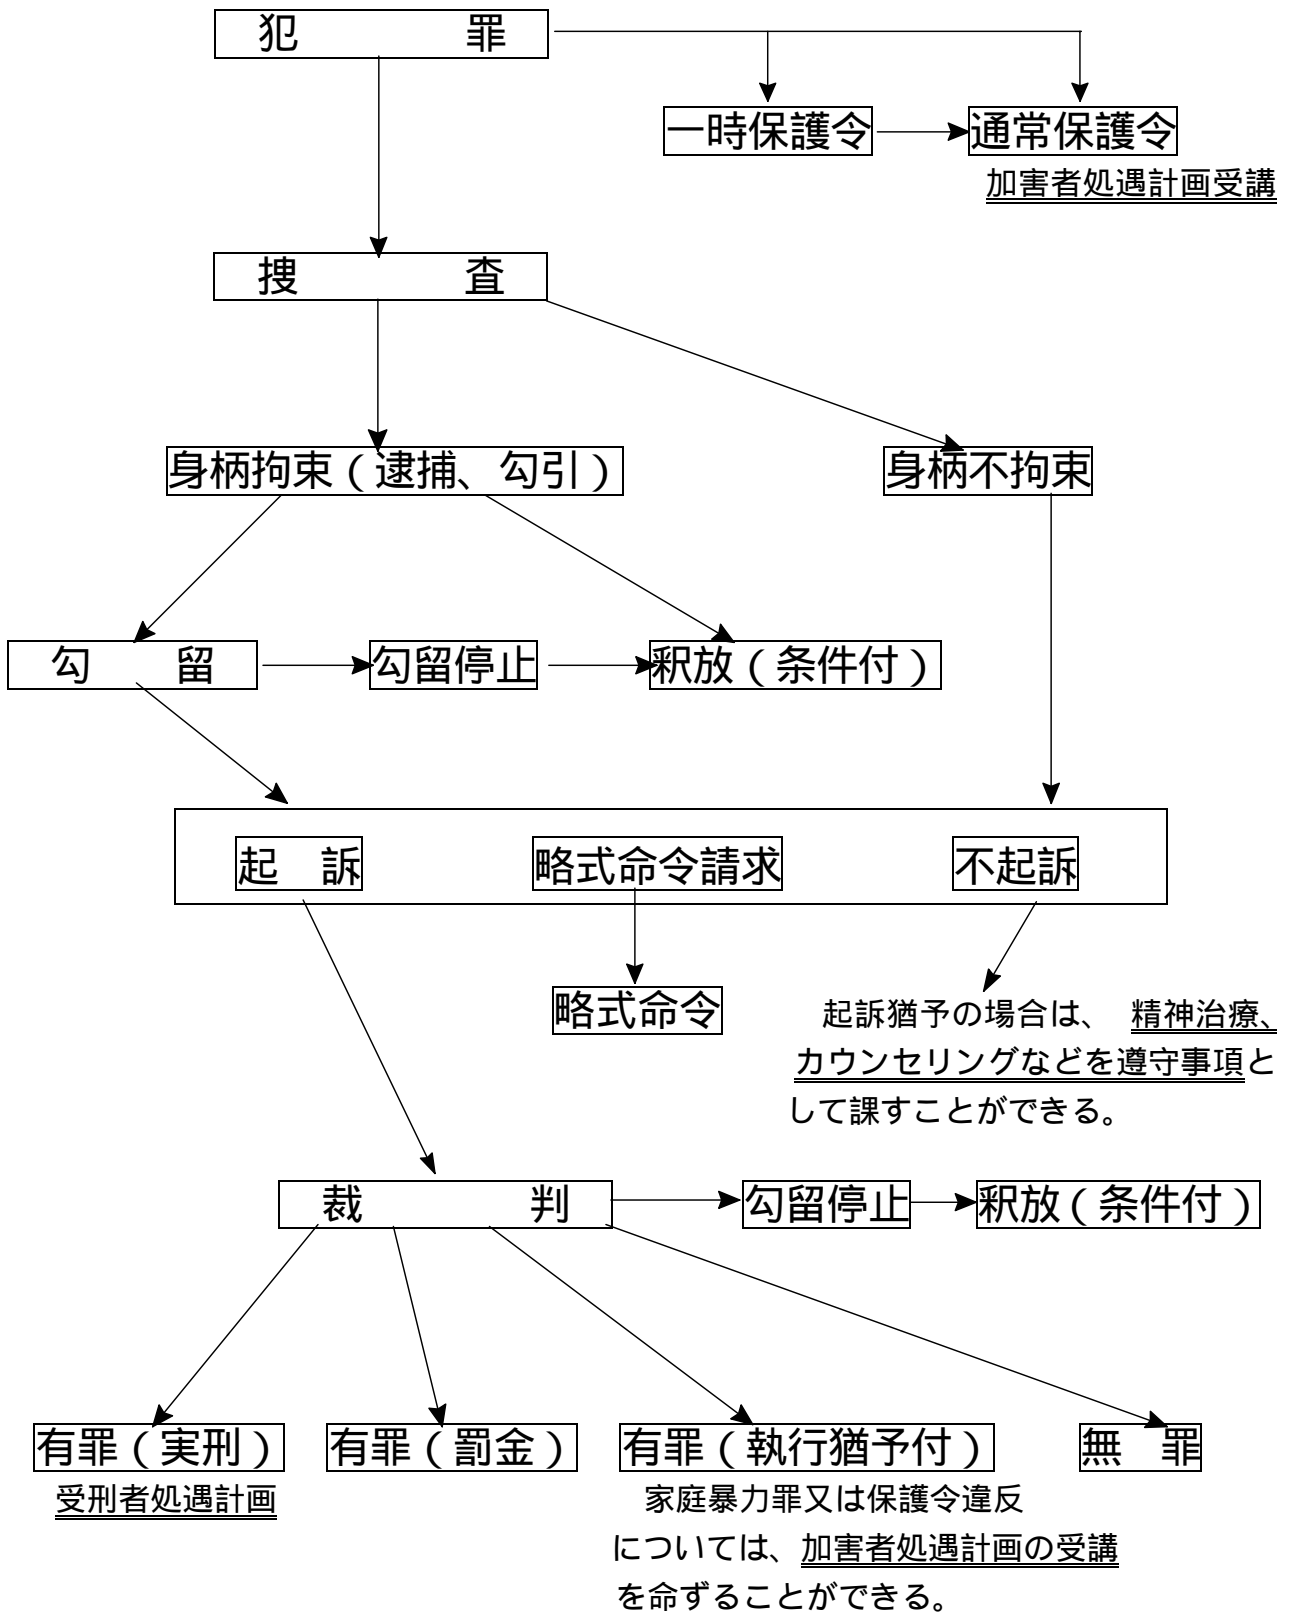 犯　　　　罪
一時保護令
通常保護令
加害者処遇計画受講
捜　　　　査
身柄拘束（逮捕、勾引）
身柄不拘束
勾　　留
勾留停止
釈放（条件付）
起　訴
略式命令請求
不起訴
略式命令
起訴猶予の場合は、　精神治療、
カウンセリングなどを遵守事項と
して課すことができる。
裁　　　　判
勾留停止
釈放（条件付）
有罪（実刑）
有罪（罰金）
有罪（執行猶予付）
無　罪
受刑者処遇計画
家庭暴力罪又は保護令違反
については、加害者処遇計画の受講
を命ずることができる。